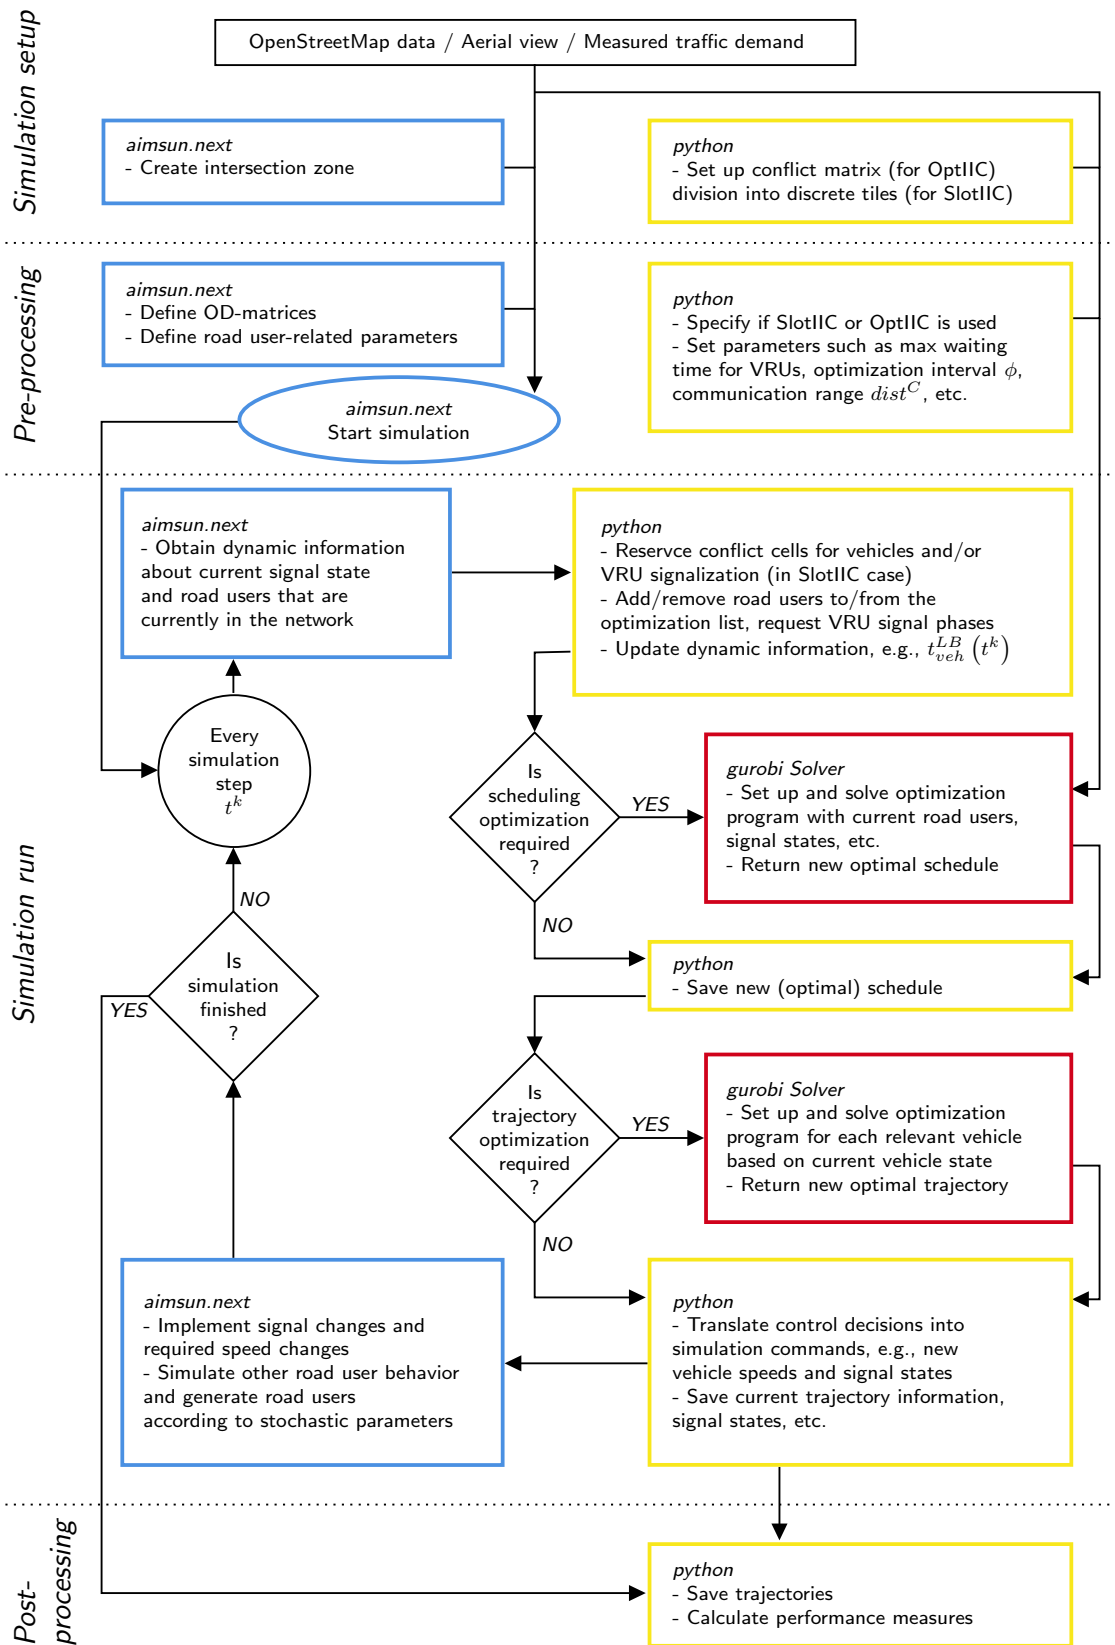 Simulation setup
OpenStreetMap data / Aerial view / Measured traffic demand
aimsun.next
- Create intersection zone
python
- Set up conflict matrix (for OptIIC)
division into discrete tiles (for SlotIIC)
Pre-processing
aimsun.next
- Define OD-matrices
- Define road user-related parameters
python
- Specify if SlotIIC or OptIIC is used
- Set parameters such as max waiting
time for VRUs, optimization interval ϕ,
communication range dist^C, etc.
aimsun.next
Start simulation
Simulation run
aimsun.next
- Obtain dynamic information
about current signal state
and road users that are
currently in the network
python
- Reservce conflict cells for vehicles and/or
VRU signalization (in SlotIIC case)
- Add/remove road users to/from the
optimization list, request VRU signal phases
- Update dynamic information, e.g., t_{veh}^{LB} (t^k)
Every
simulation
step
t^k
Is
scheduling
optimization
required
?
YES
gurobi Solver
- Set up and solve optimization
program with current road users,
signal states, etc.
- Return new optimal schedule
NO
python
- Save new (optimal) schedule
NO
Is
simulation
finished
?
YES
Is
trajectory
optimization
required
?
YES
gurobi Solver
- Set up and solve optimization
program for each relevant vehicle
based on current vehicle state
- Return new optimal trajectory
NO
aimsun.next
- Implement signal changes and
required speed changes
- Simulate other road user behavior
and generate road users
according to stochastic parameters
python
- Translate control decisions into
simulation commands, e.g., new
vehicle speeds and signal states
- Save current trajectory information,
signal states, etc.
Post-
processing
python
- Save trajectories
- Calculate performance measures